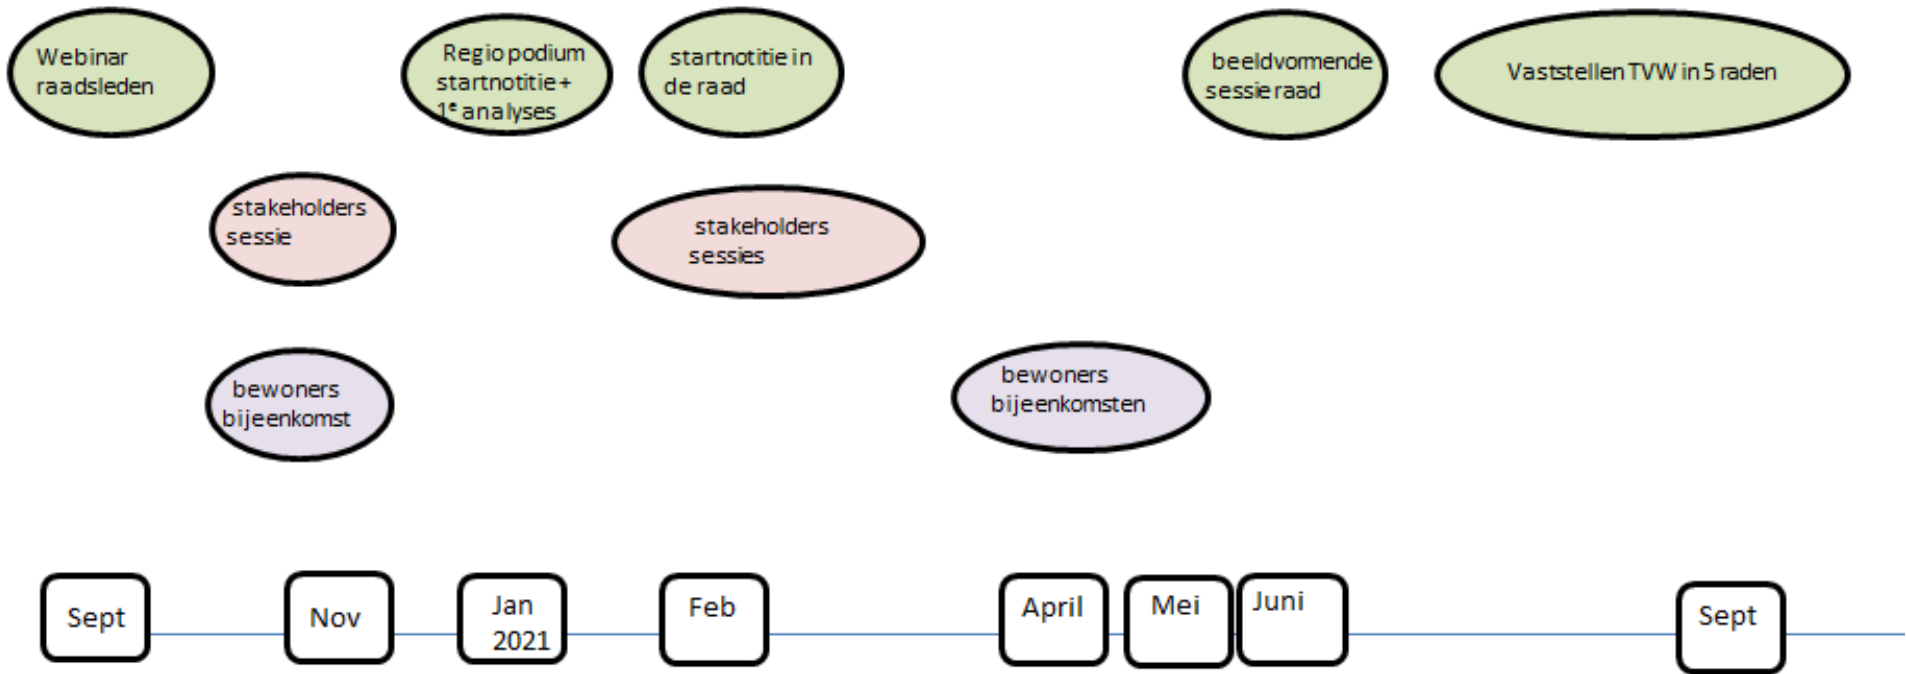 Webinar
raadsleden
Regio podium
startnotitie +
1e analyses
startnotitie in
de raad
beeldvormende
sessie raad
Vaststellen TVW in 5 raden
stakeholders
sessie
stakeholders
sessies
bewoners
bijeenkomst
bewoners
bijeenkomsten
Sept
Nov
Jan
2021
Feb
April
Mei
Juni
Sept